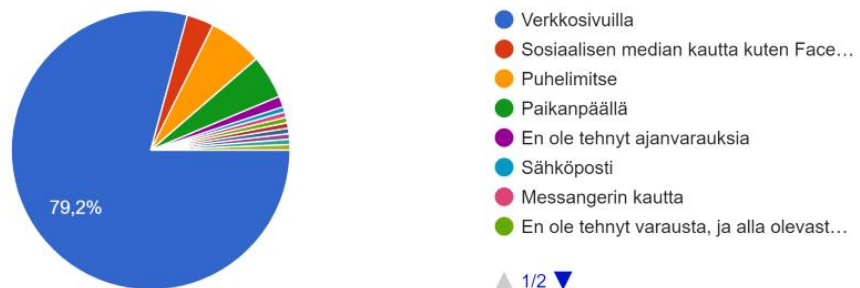 79,2%
Verkkosivuilla
Sosiaalisen median kautta kuten Face…
Puhelimitse
Paikanpäällä
En ole tehnyt ajanvarauksia
Sähköposti
Messangerin kautta
En ole tehnyt varausta, ja alla olevast…
1/2